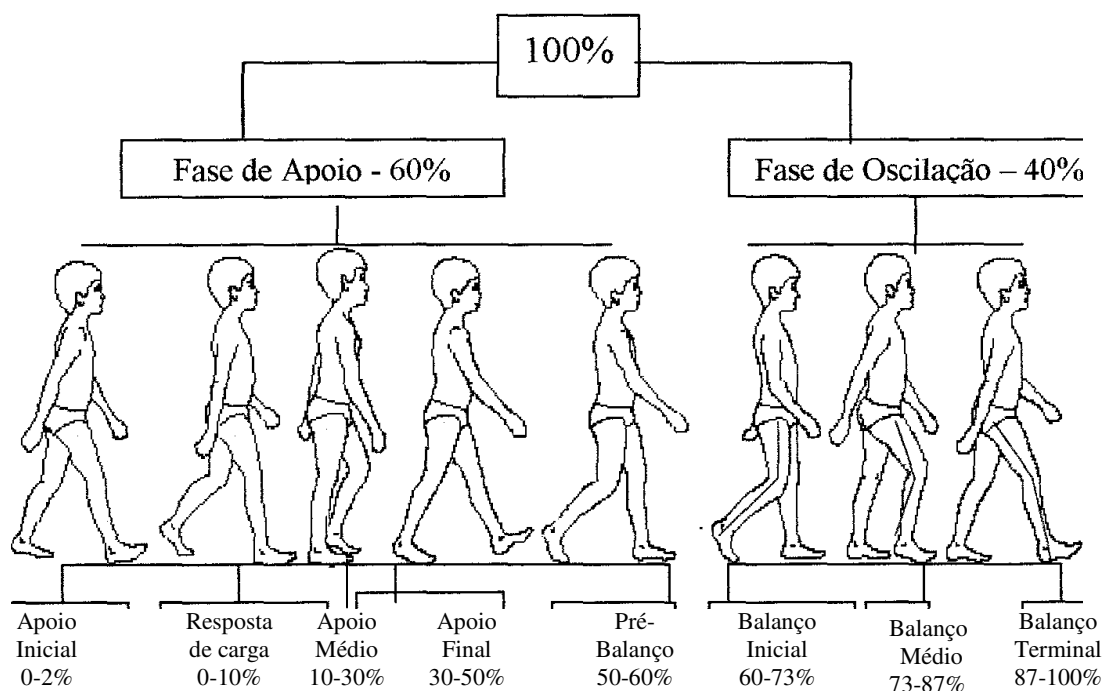 100%
Fase de Apoio - 60%
Fase de Oscilação – 40%
Apoio
Inicial
0-2%
Resposta
de carga
0-10%
Apoio
Médio
10-30%
Apoio
Final
30-50%
Pré-
Balanço
50-60%
Balanço
Inicial
60-73%
Balanço
Médio
73-87%
Balanço
Terminal
87-100%